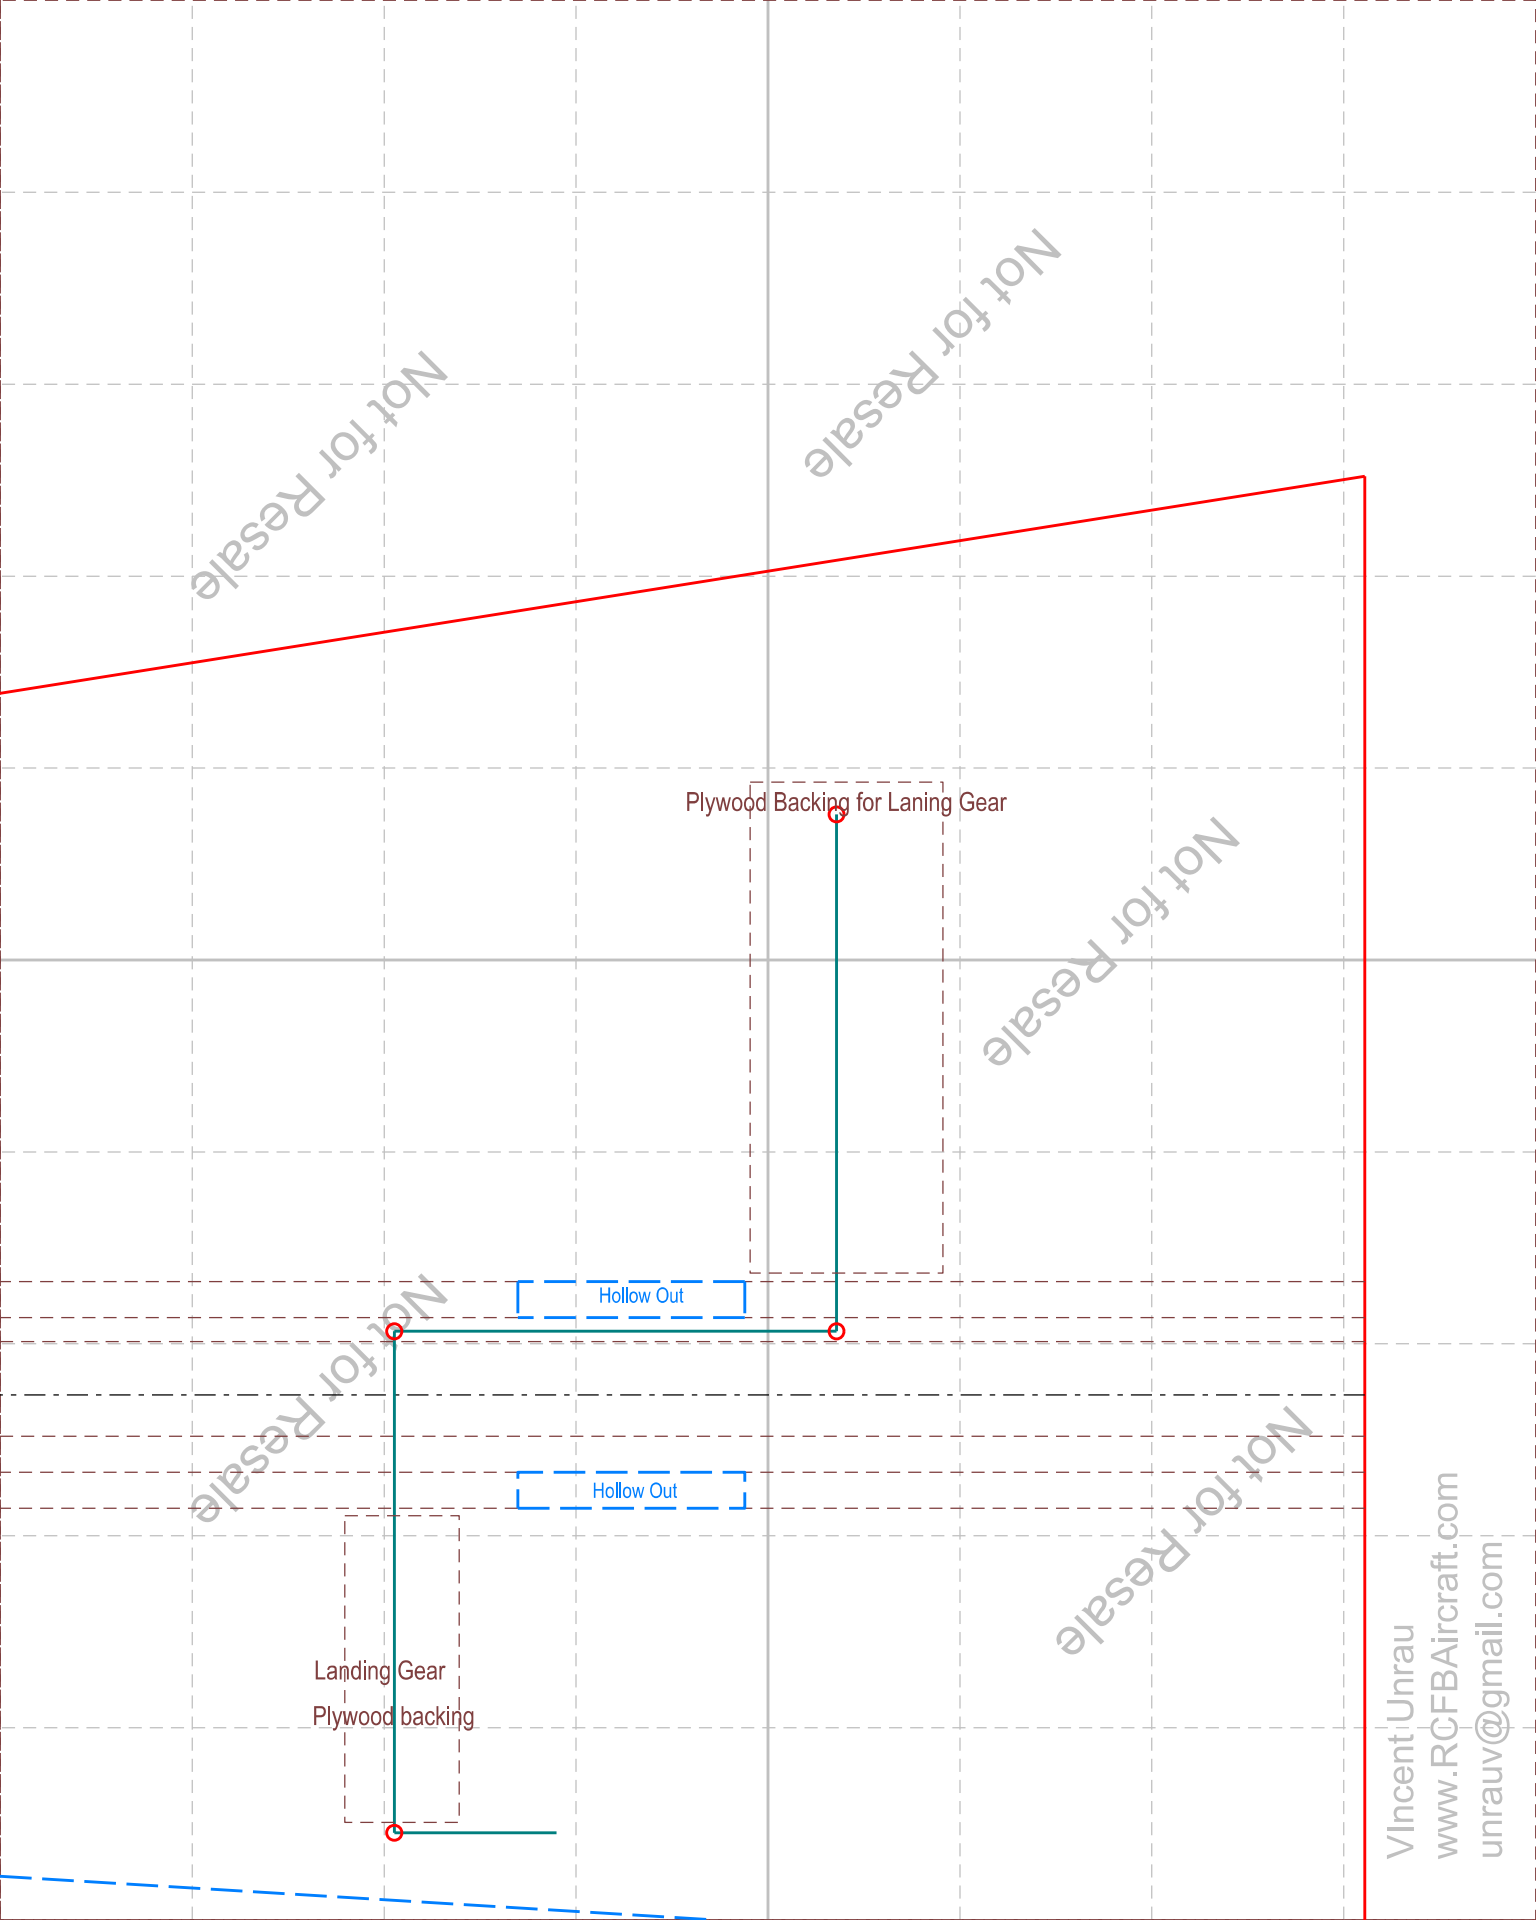 Not for Resale
Not for Resale
Plywood Backing for Laning Gear
Not for Resale
Hollow Out
Not for Resale
Hollow Out
Not for Resale
Landing Gear
Plywood backing
VIncent Unrau
www.RCFBAircraft.com
unrauv@gmail.com